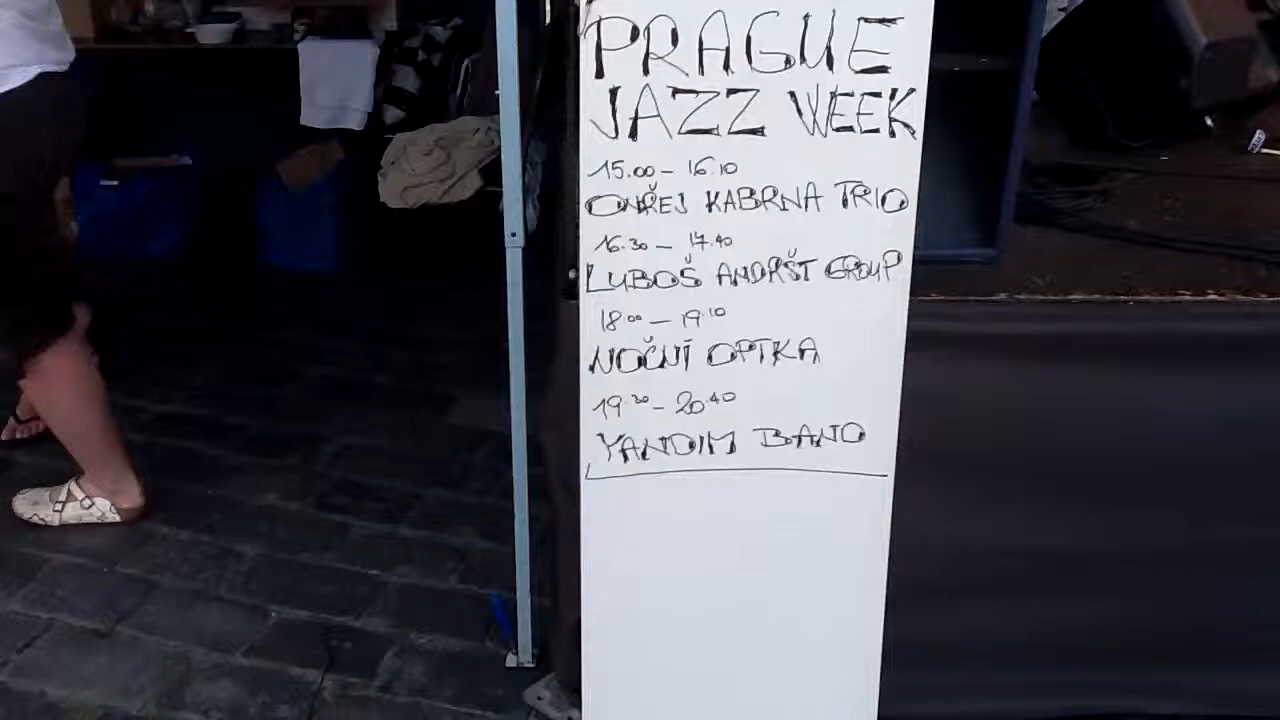 PRAGUE
JAZZ WEEK
15.00 - 16.10
ONŘEJ KABRNA TRIO
16.30 - 17.40
LUBOŠ ANDRŠT GROUP
18.00 - 19.10
NOČNÍ OPTKA
19.30 - 20.40
YANDIM BAND